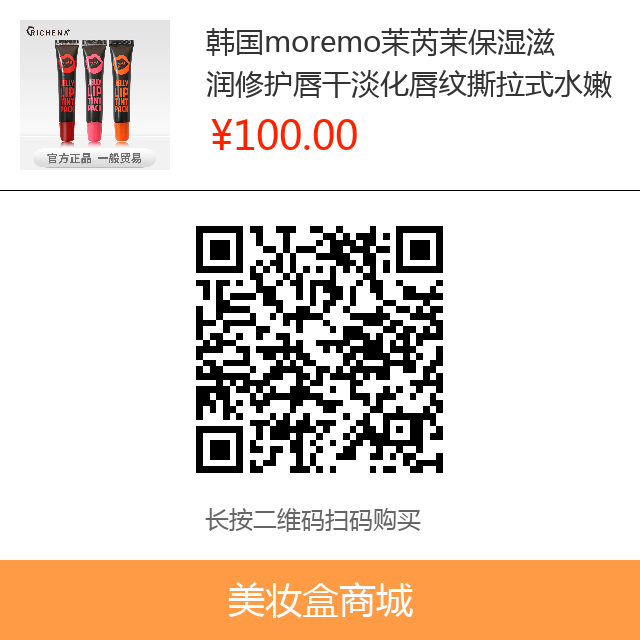 RICHENA
JELLY
LIP
TINT
PACK
JELLY
LIP
TINT
PACK
JELLY
LIP
TINT
PACK
官方正品 一般贸易
韩国moremo茉芮茉保湿滋
润修护唇干淡化唇纹撕拉式水嫩
¥100.00
长按二维码扫码购买
美妆盒商城